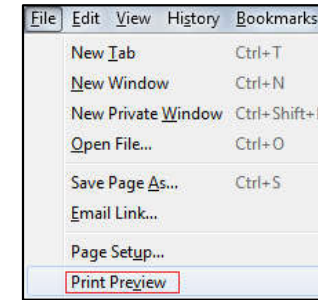 File Edit View History Bookmarks
New Tab Ctrl+T
New Window Ctrl+N
New Private Window Ctrl+Shift+
Open File... Ctrl+O
Save Page As... Ctrl+S
Email Link...
Page Setup...
Print Preview